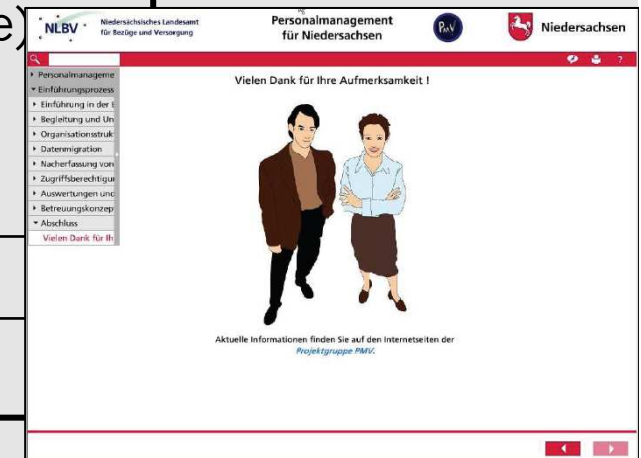 e)
NLBV
Niedersächsisches Landesamt
für Bezüge und Versorgung
Personalmanagement
für Niedersachsen
PMV
Niedersachsen
?
Personalmanageme
Einführungsprozess
Einführung in der E
Begleitung und Un
Organisationsstruk
Datenmigration
Nacherfassung von
Zugriffsberechtigu
Auswertungen und
Betreuungskonzep
Abschluss
Vielen Dank für Ih
Vielen Dank für Ihre Aufmerksamkeit !
Aktuelle Informationen finden Sie auf den Internetseiten der
Projektgruppe PMV.